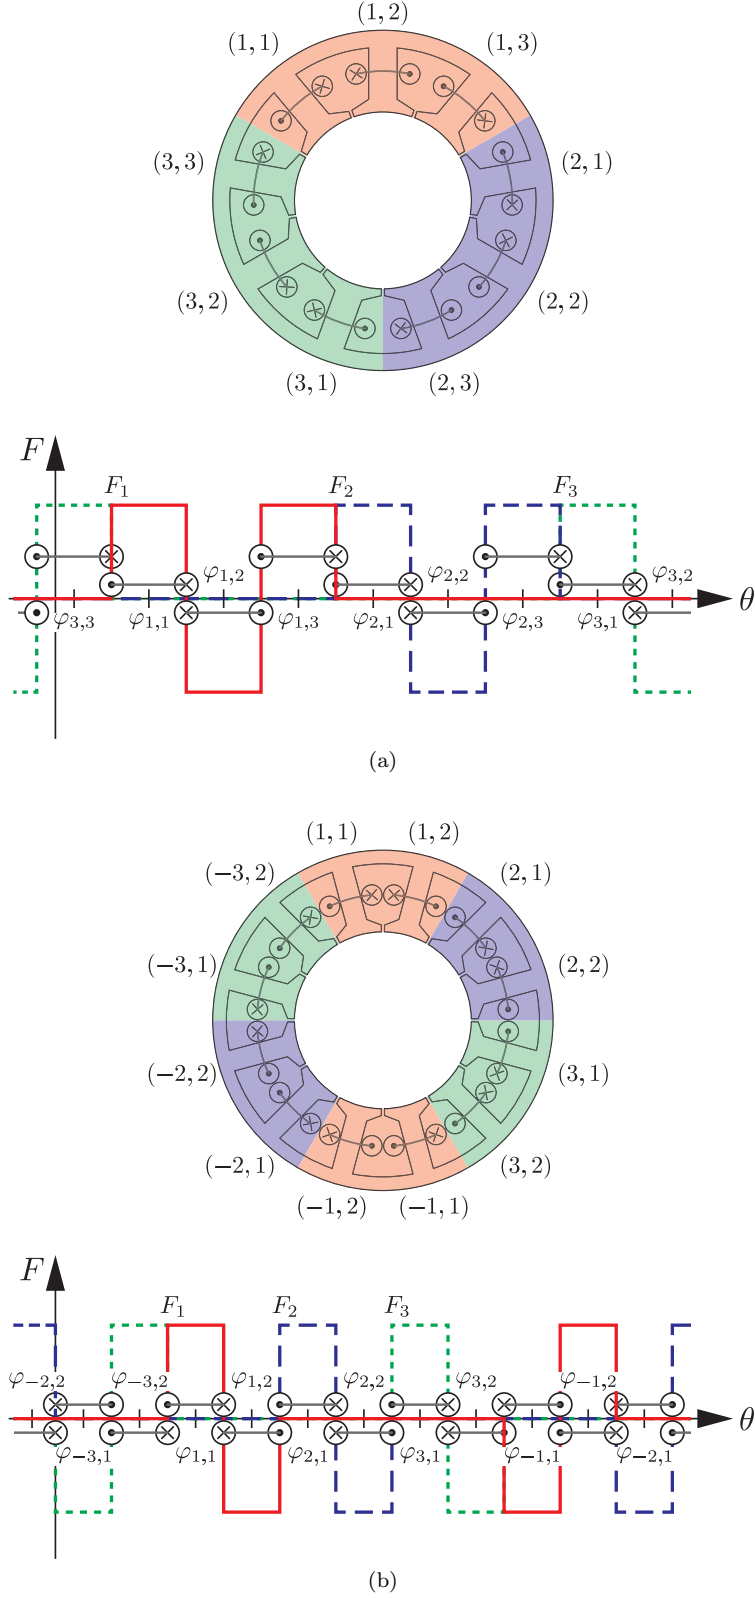 (1, 2)
(1, 1)
(1, 3)
(3, 3)
(2, 1)
(3, 2)
(2, 2)
(3, 1)
(2, 3)
F
F₁
F₂
F₃
φ₁,₂
φ₂,₂
φ₃,₂
θ
φ₃,₃
φ₁,₁
φ₁,₃
φ₂,₁
φ₂,₃
φ₃,₁
(a)
(1, 1)
(1, 2)
(−3, 2)
(2, 1)
(−3, 1)
(2, 2)
(−2, 2)
(3, 1)
(−2, 1)
(3, 2)
(−1, 2)
(−1, 1)
F
F₁
F₂
F₃
φ₋₂,₂
φ₋₃,₂
φ₁,₂
φ₂,₂
φ₃,₂
φ₋₁,₂
θ
φ₋₃,₁
φ₁,₁
φ₂,₁
φ₃,₁
φ₋₁,₁
φ₋₂,₁
(b)